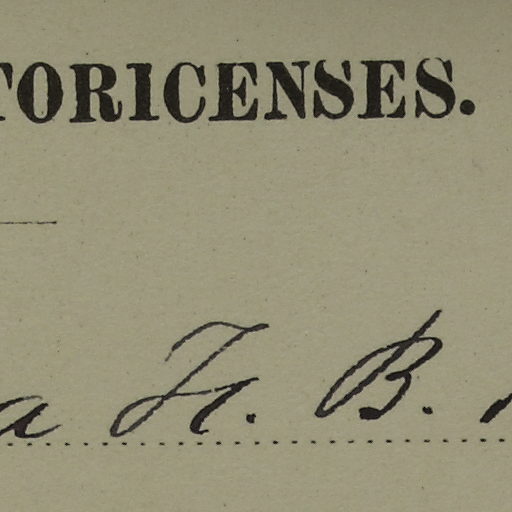 TORICENSES.
a H. B.